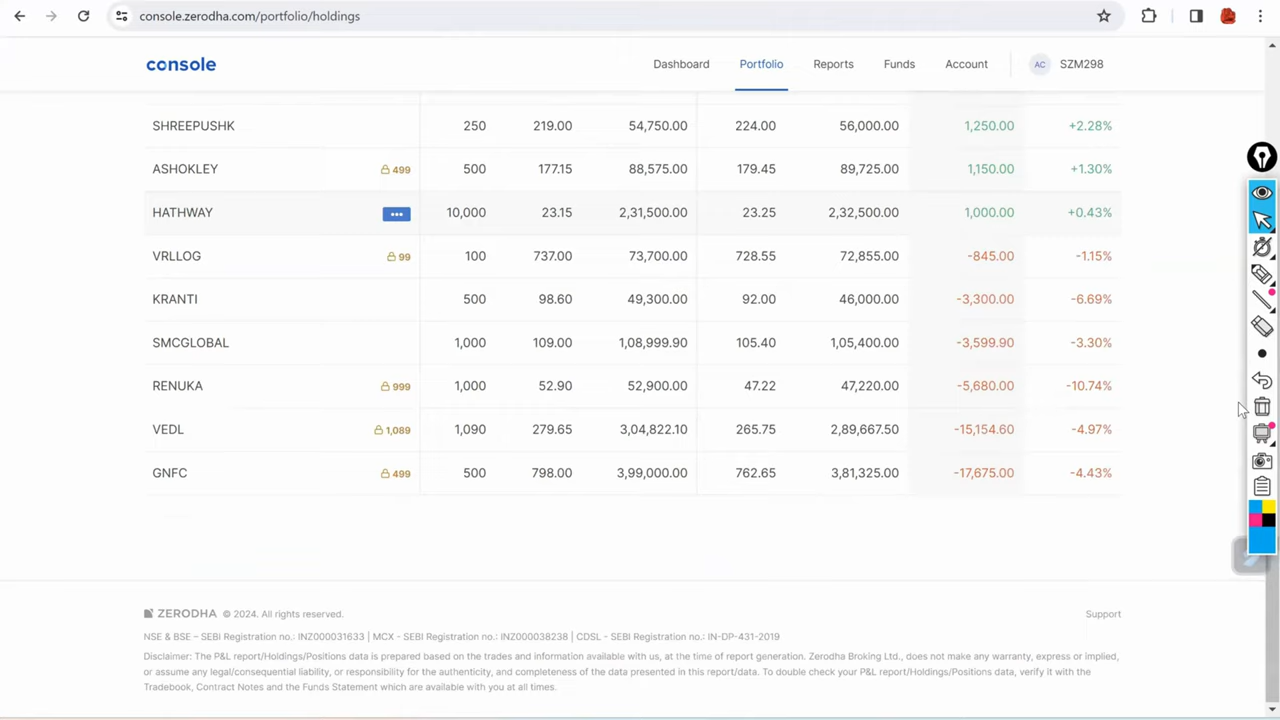 console.zerodha.com/portfolio/holdings
console Dashboard Portfolio Reports Funds Account AC SZM298
SHREEPUSHK 250 219.00 54,750.00 224.00 56,000.00 1,250.00 +2.28%
ASHOKLEY 499 500 177.15 88,575.00 179.45 89,725.00 1,150.00 +1.30%
HATHWAY 10,000 23.15 2,31,500.00 23.25 2,32,500.00 1,000.00 +0.43%
VRLLOG 99 100 737.00 73,700.00 728.55 72,855.00 -845.00 -1.15%
KRANTI 500 98.60 49,300.00 92.00 46,000.00 -3,300.00 -6.69%
SMCGLOBAL 1,000 109.00 1,08,999.90 105.40 1,05,400.00 -3,599.90 -3.30%
RENUKA 999 1,000 52.90 52,900.00 47.22 47,220.00 -5,680.00 -10.74%
VEDL 1,089 1,090 279.65 3,04,822.10 265.75 2,89,667.50 -15,154.60 -4.97%
GNFC 499 500 798.00 3,99,000.00 762.65 3,81,325.00 -17,675.00 -4.43%
ZERODHA © 2024. All rights reserved. Support
NSE & BSE – SEBI Registration no.: INZ000031633 | MCX - SEBI Registration no.: INZ000038238 | CDSL - SEBI Registration no.: IN-DP-431-2019
Disclaimer: The P&L report/Holdings/Positions data is prepared based on the trades and information available with us, at the time of report generation. Zerodha Broking Ltd., does not make any warranty, express or implied,
or assume any legal/consequential liability, or responsibility for the authenticity, and completeness of the data presented in this report/data. To double check your P&L report/Holdings/Positions data, verify it with the
Tradebook, Contract Notes and the Funds Statement which are available with you at all times.